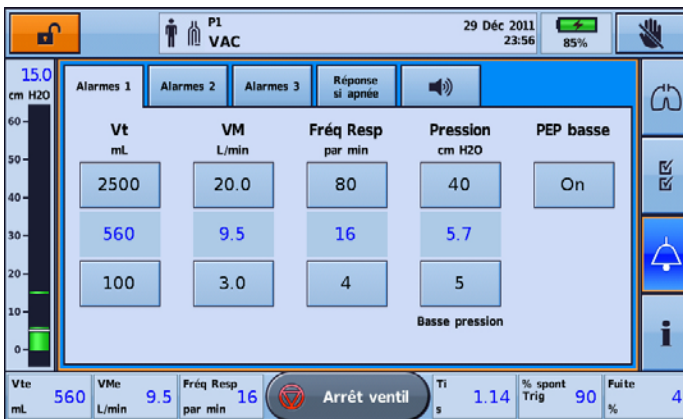 P1
VAC
29 Déc 2011
23:56
85%
15.0
cm H2O
60
50
40
30
20
10
0
Alarmes 1
Alarmes 2
Alarmes 3
Réponse
si apnée
Vt
mL
VM
L/min
Fréq Resp
par min
Pression
cm H2O
PEP basse
2500
20.0
80
40
On
560
9.5
16
5.7
100
3.0
4
5
Basse pression
Vte
mL
560
VMe
L/min
9.5
Fréq Resp
par min
16
Arrêt ventil
Ti
s
1.14
% spont
Trig
90
Fuite
%
4